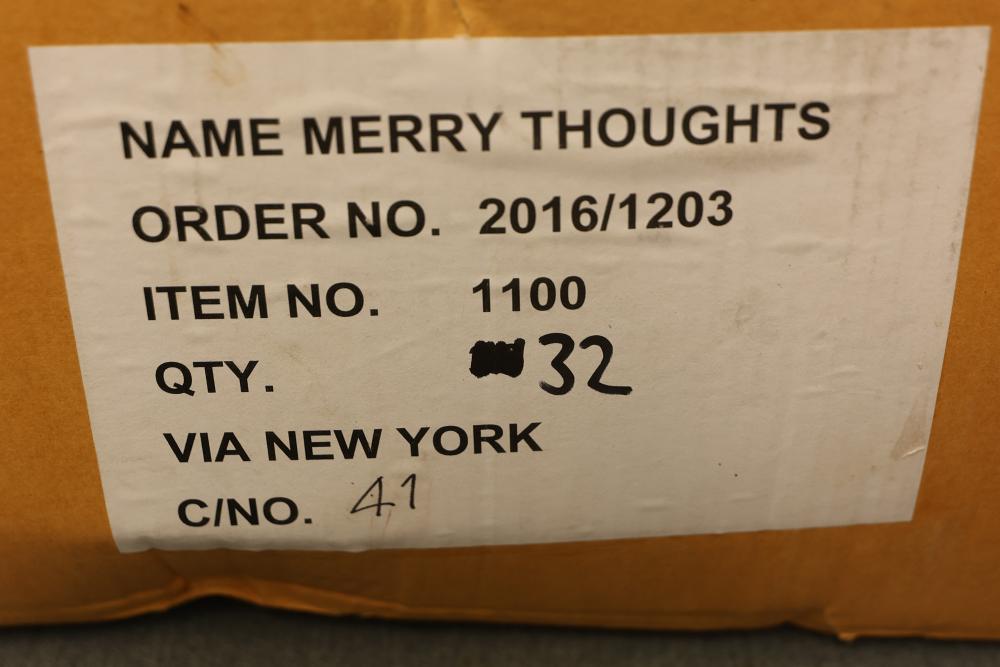 NAME MERRY THOUGHTS
ORDER NO. 2016/1203
ITEM NO. 1100
QTY. 32
VIA NEW YORK
C/NO. 41